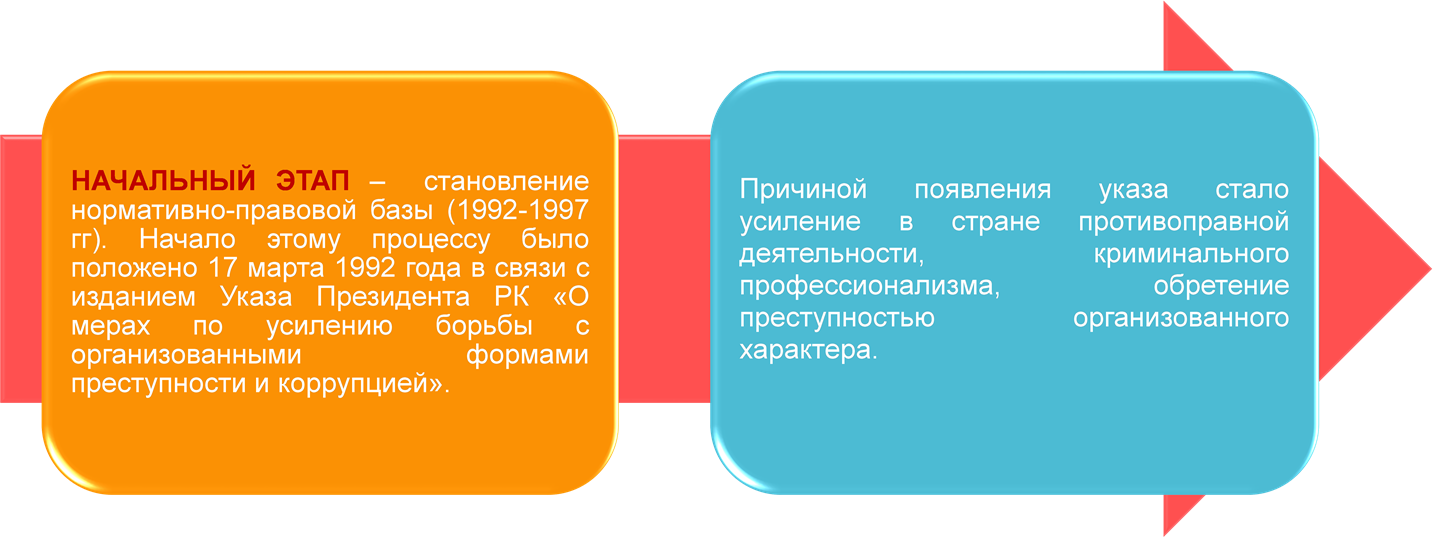 НАЧАЛЬНЫЙ ЭТАП – становление
нормативно-правовой базы (1992-1997
гг). Начало этому процессу было
положено 17 марта 1992 года в связи с
изданием Указа Президента РК «О
мерах по усилению борьбы с
организованными формами
преступности и коррупцией».
Причиной появления указа стало
усиление в стране противоправной
деятельности, криминального
профессионализма, обретение
преступностью организованного
характера.